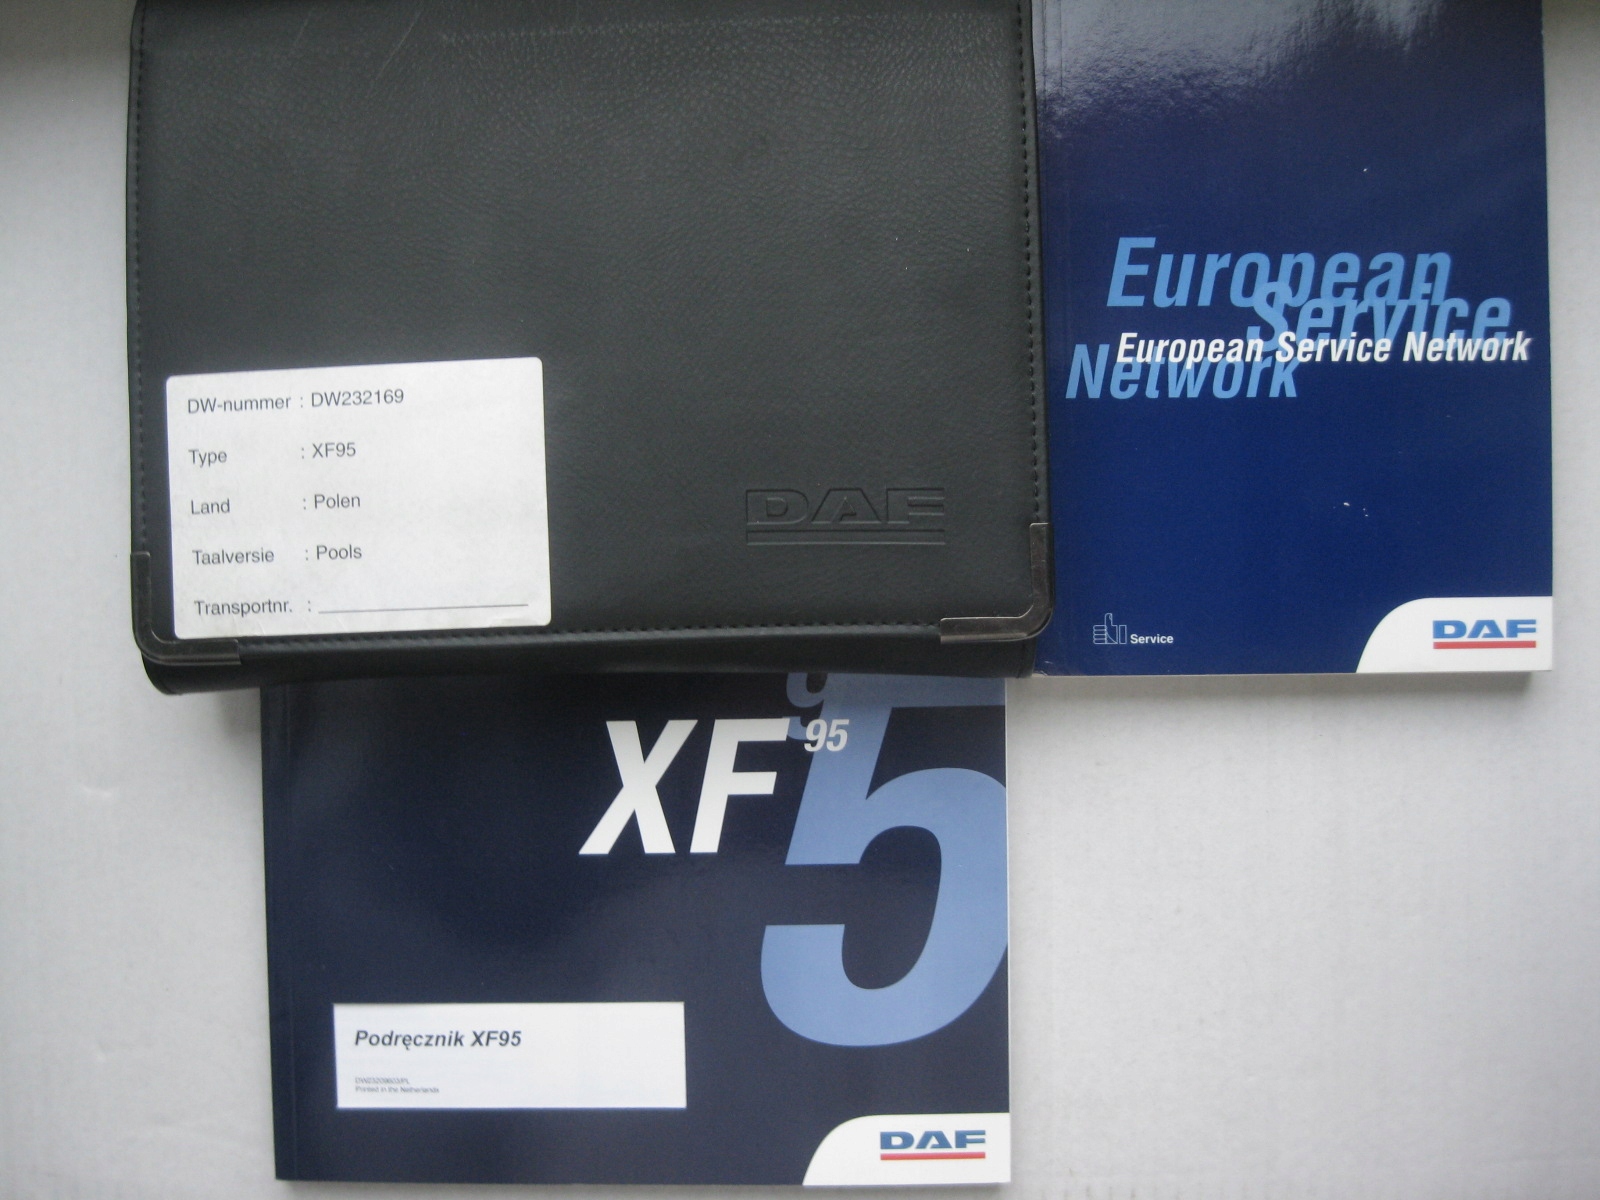 DW-nummer : DW232169
Type : XF95
Land : Polen
Taalversie : Pools
Transportnr. :
DAF
European
Service
Network
European Service Network
Service
DAF
95
XF 95
Podręcznik XF95
Printed in the Netherlands
DAF